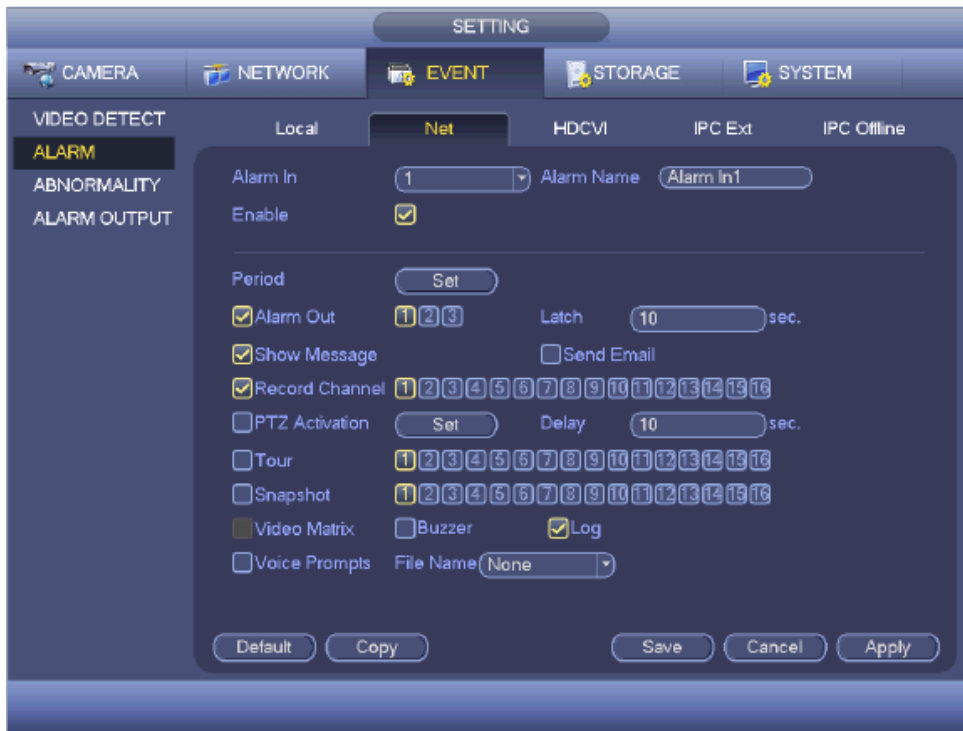 SETTING
CAMERA NETWORK EVENT STORAGE SYSTEM
VIDEO DETECT
ALARM
ABNORMALITY
ALARM OUTPUT
Local Net HDCVI IPC Ext IPC Offline
Alarm In 1 Alarm Name Alarm In1
Enable
Period Set
Alarm Out 1 2 3 Latch 10 sec.
Show Message Send Email
Record Channel 1 2 3 4 5 6 7 8 9 10 11 12 13 14 15 16
PTZ Activation Set Delay 10 sec.
Tour 1 2 3 4 5 6 7 8 9 10 11 12 13 14 15 16
Snapshot 1 2 3 4 5 6 7 8 9 10 11 12 13 14 15 16
Video Matrix Buzzer Log
Voice Prompts File Name None
Default Copy Save Cancel Apply